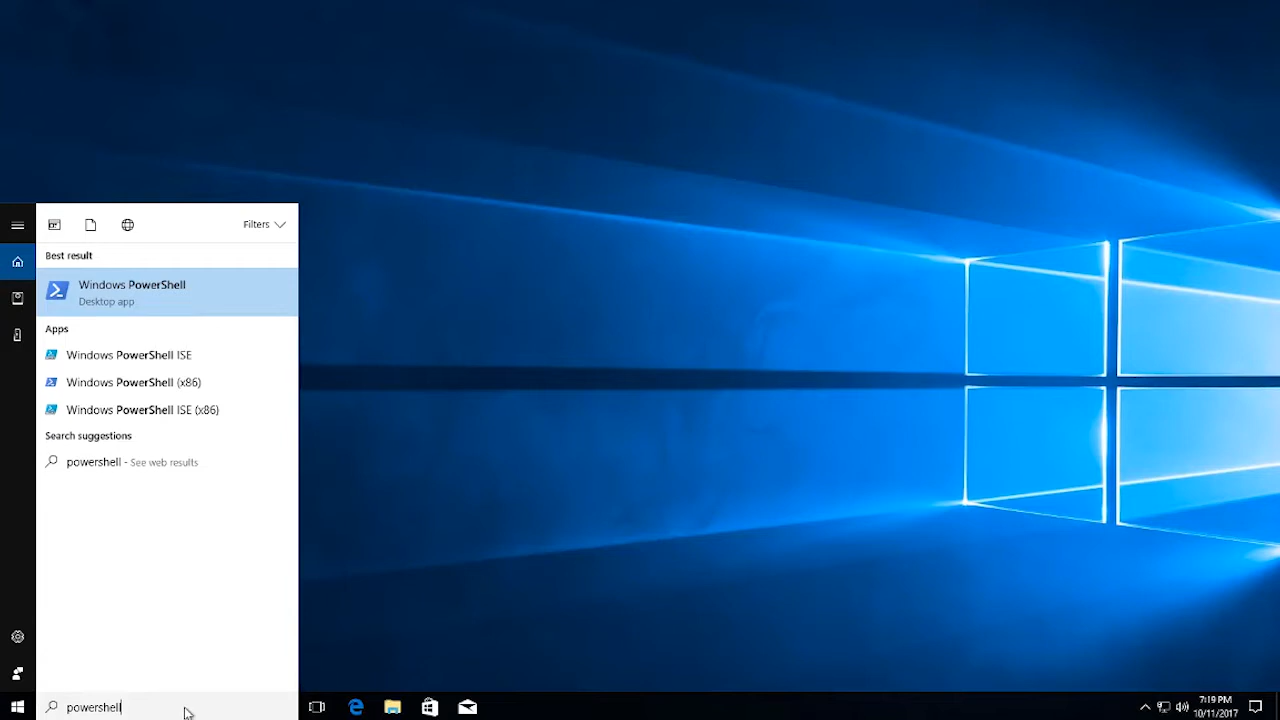 Filters
Best result
Windows PowerShell
Desktop app
Apps
Windows PowerShell ISE
Windows PowerShell (x86)
Windows PowerShell ISE (x86)
Search suggestions
powershell - See web results
powershell
7:19 PM
10/11/2017